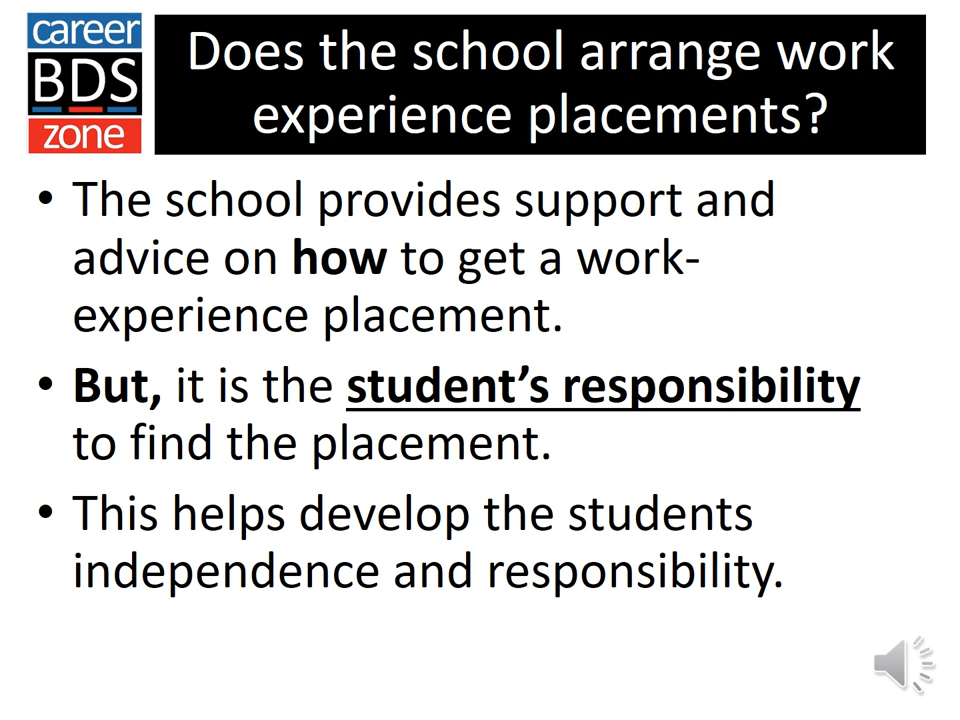 career
BDS
zone
Does the school arrange work
experience placements?
• The school provides support and
advice on how to get a work-
experience placement.
• But, it is the student’s responsibility
to find the placement.
• This helps develop the students
independence and responsibility.